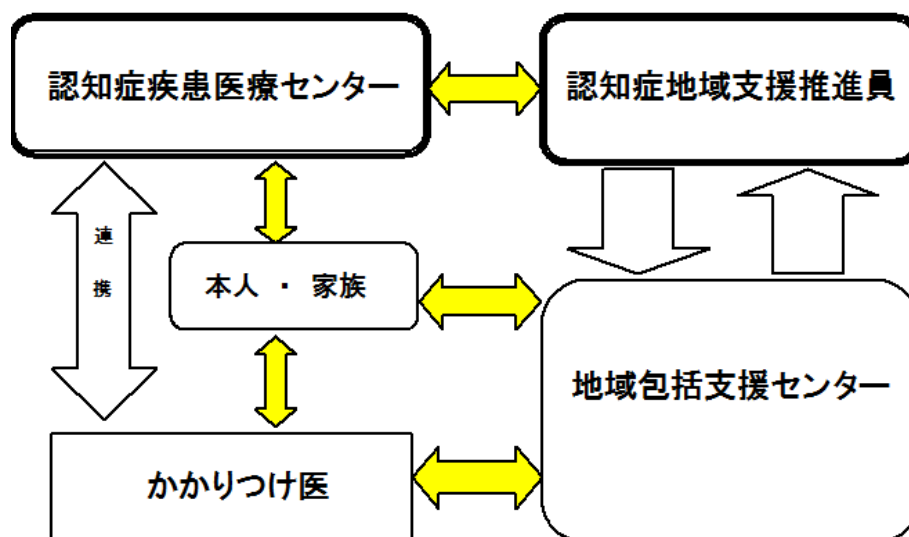 認知症疾患医療センター
認知症地域支援推進員
連
携
本人 ・ 家族
地域包括支援センター
かかりつけ医